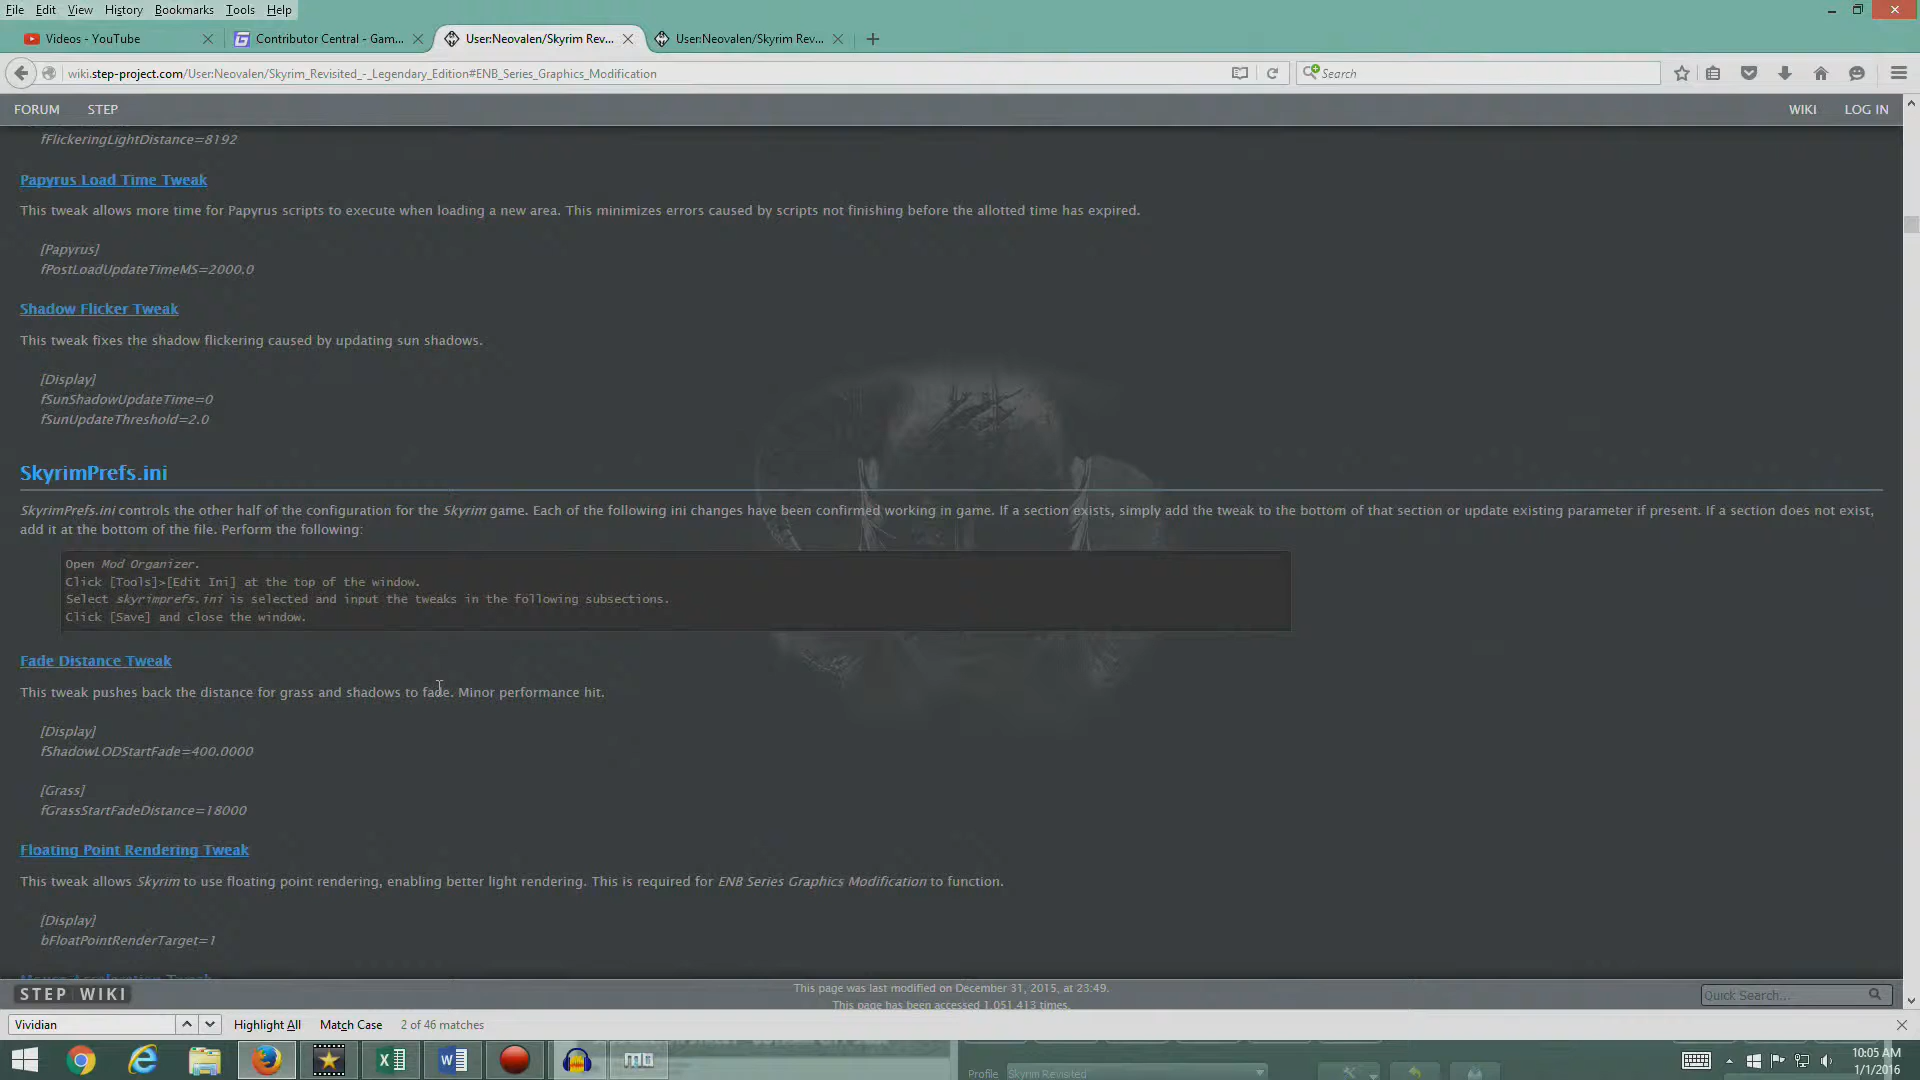 File Edit View History Bookmarks Tools Help
Videos - YouTube
Contributor Central - Gam...
User:Neovalen/Skyrim Rev...
User:Neovalen/Skyrim Rev...
wiki.step-project.com/User:Neovalen/Skyrim_Revisited_-_Legendary_Edition#ENB_Series_Graphics_Modification
Search
FORUM STEP WIKI LOG IN
fFlickeringLightDistance=8192
Papyrus Load Time Tweak
This tweak allows more time for Papyrus scripts to execute when loading a new area. This minimizes errors caused by scripts not finishing before the allotted time has expired.
[Papyrus]
fPostLoadUpdateTimeMS=2000.0
Shadow Flicker Tweak
This tweak fixes the shadow flickering caused by updating sun shadows.
[Display]
fSunShadowUpdateTime=0
fSunUpdateThreshold=2.0
SkyrimPrefs.ini
SkyrimPrefs.ini controls the other half of the configuration for the Skyrim game. Each of the following ini changes have been confirmed working in game. If a section exists, simply add the tweak to the bottom of that section or update existing parameter if present. If a section does not exist,
add it at the bottom of the file. Perform the following:
Open Mod Organizer.
Click [Tools]>[Edit Ini] at the top of the window.
Select skyrimprefs.ini is selected and input the tweaks in the following subsections.
Click [Save] and close the window.
Fade Distance Tweak
This tweak pushes back the distance for grass and shadows to fade. Minor performance hit.
[Display]
fShadowLODStartFade=400.0000
[Grass]
fGrassStartFadeDistance=18000
Floating Point Rendering Tweak
This tweak allows Skyrim to use floating point rendering, enabling better light rendering. This is required for ENB Series Graphics Modification to function.
[Display]
bFloatPointRenderTarget=1
Mouse Acceleration Tweak
STEP WIKI
This page was last modified on December 31, 2015, at 23:49.
This page has been accessed 1,051,413 times.
Quick Search...
Vividian
Highlight All Match Case 2 of 46 matches
Profile Skyrim Revisited
10:05 AM
1/1/2016